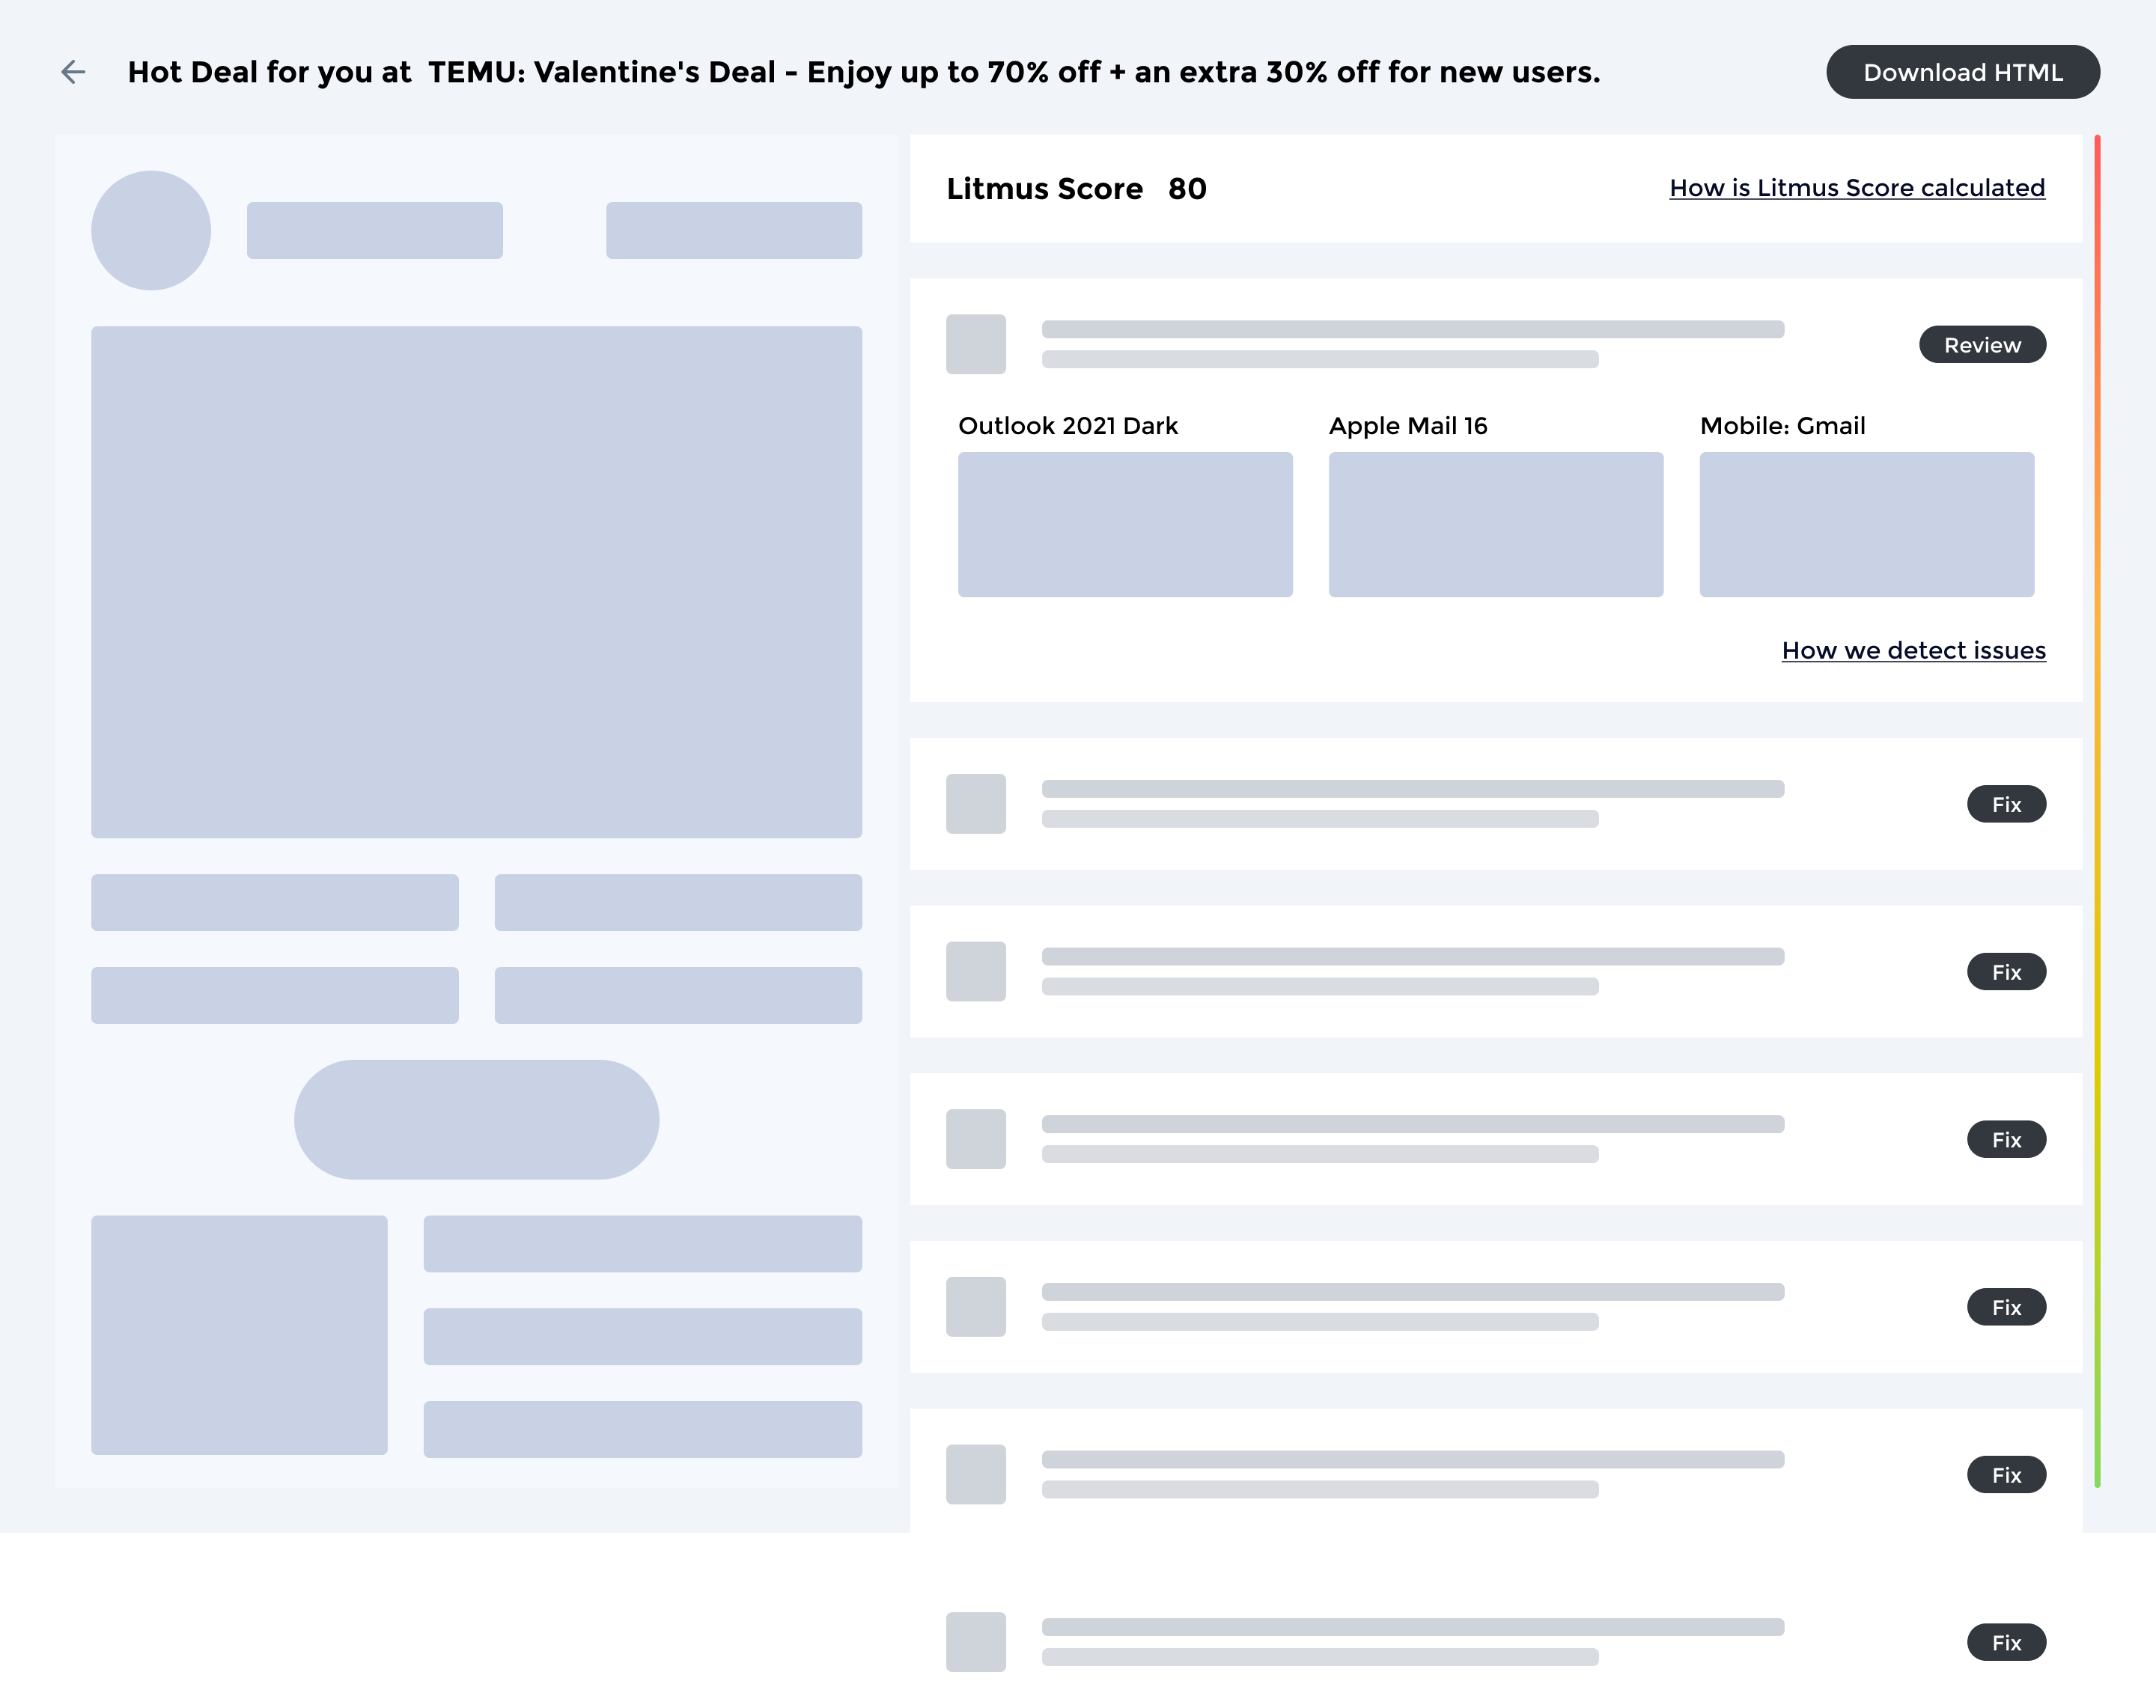 Hot Deal for you at  TEMU: Valentine's Deal - Enjoy up to 70% off + an extra 30% off for new users.
Download HTML
Litmus Score 80
How is Litmus Score calculated
Review
Outlook 2021 Dark
Apple Mail 16
Mobile: Gmail
How we detect issues
Fix
Fix
Fix
Fix
Fix
Fix